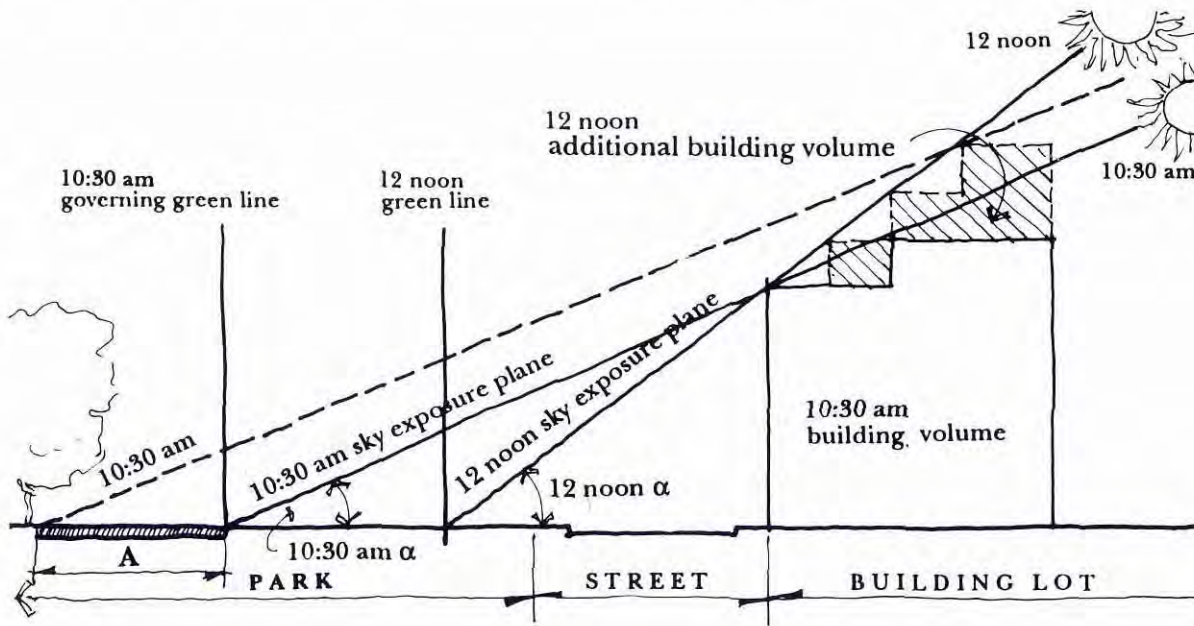 12 noon
12 noon
additional building volume
10:30 am
10:30 am
governing green line
12 noon
green line
10:30 am
10:30 am sky exposure plane
12 noon sky exposure plane
10:30 am
building. volume
12 noon α
10:30 am α
A
PARK
STREET
BUILDING LOT